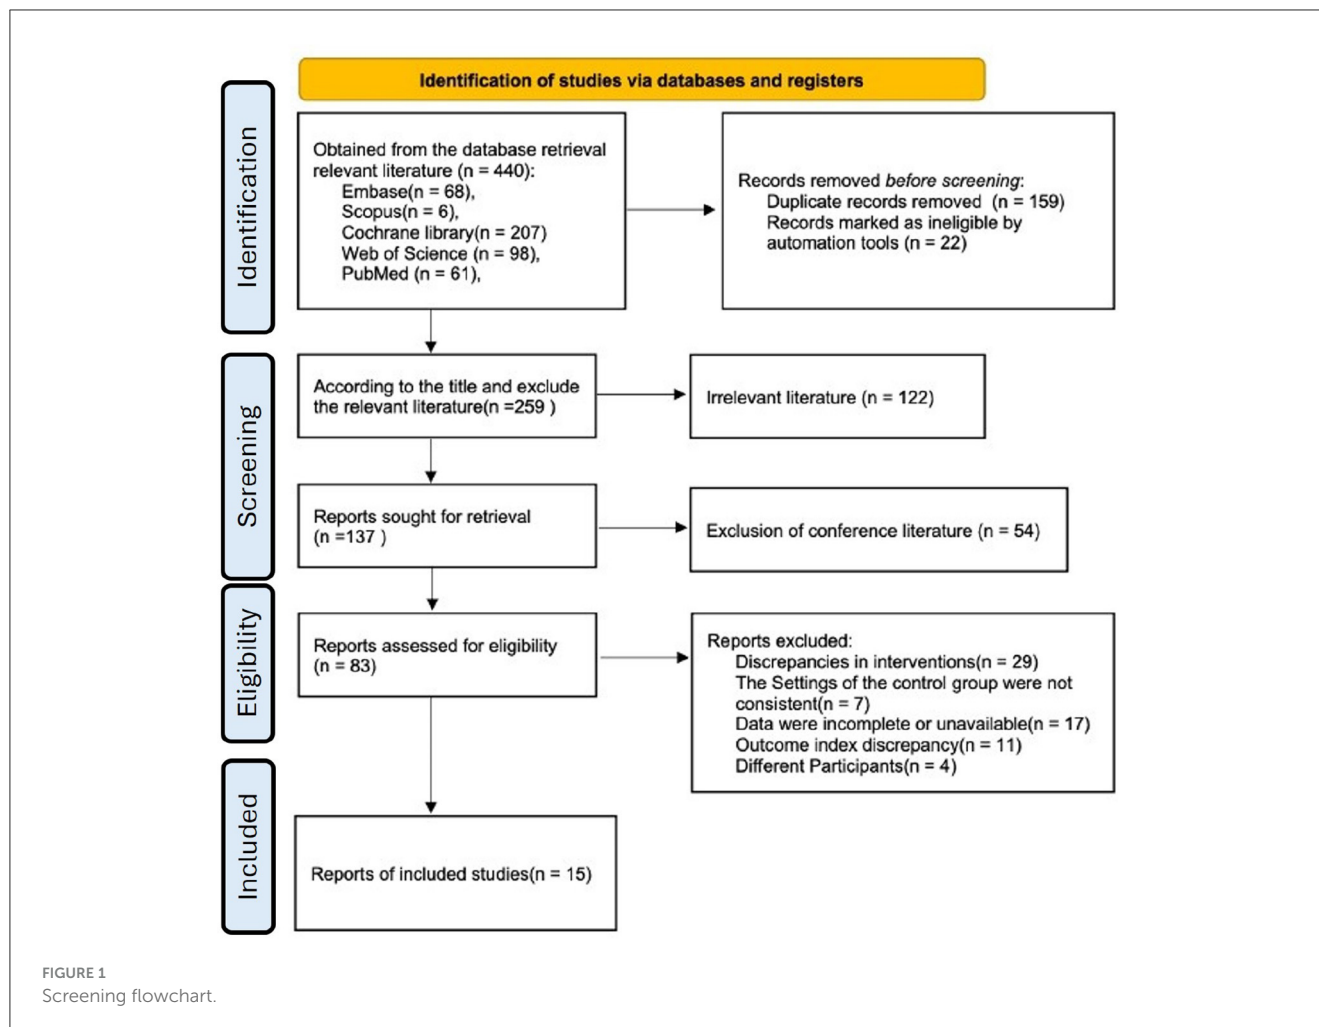 Identification of studies via databases and registers
Identification
Obtained from the database retrieval
relevant literature (n = 440):
Embase(n = 68),
Scopus(n = 6),
Cochrane library(n = 207)
Web of Science (n = 98),
PubMed (n = 61),
Records removed before screening:
Duplicate records removed (n = 159)
Records marked as ineligible by
automation tools (n = 22)
Screening
According to the title and exclude
the relevant literature(n =259 )
Irrelevant literature (n = 122)
Reports sought for retrieval
(n =137 )
Exclusion of conference literature (n = 54)
Eligibility
Reports assessed for eligibility
(n = 83)
Reports excluded:
Discrepancies in interventions(n = 29)
The Settings of the control group were not
consistent(n = 7)
Data were incomplete or unavailable(n = 17)
Outcome index discrepancy(n = 11)
Different Participants(n = 4)
Included
Reports of included studies(n = 15)
FIGURE 1
Screening flowchart.